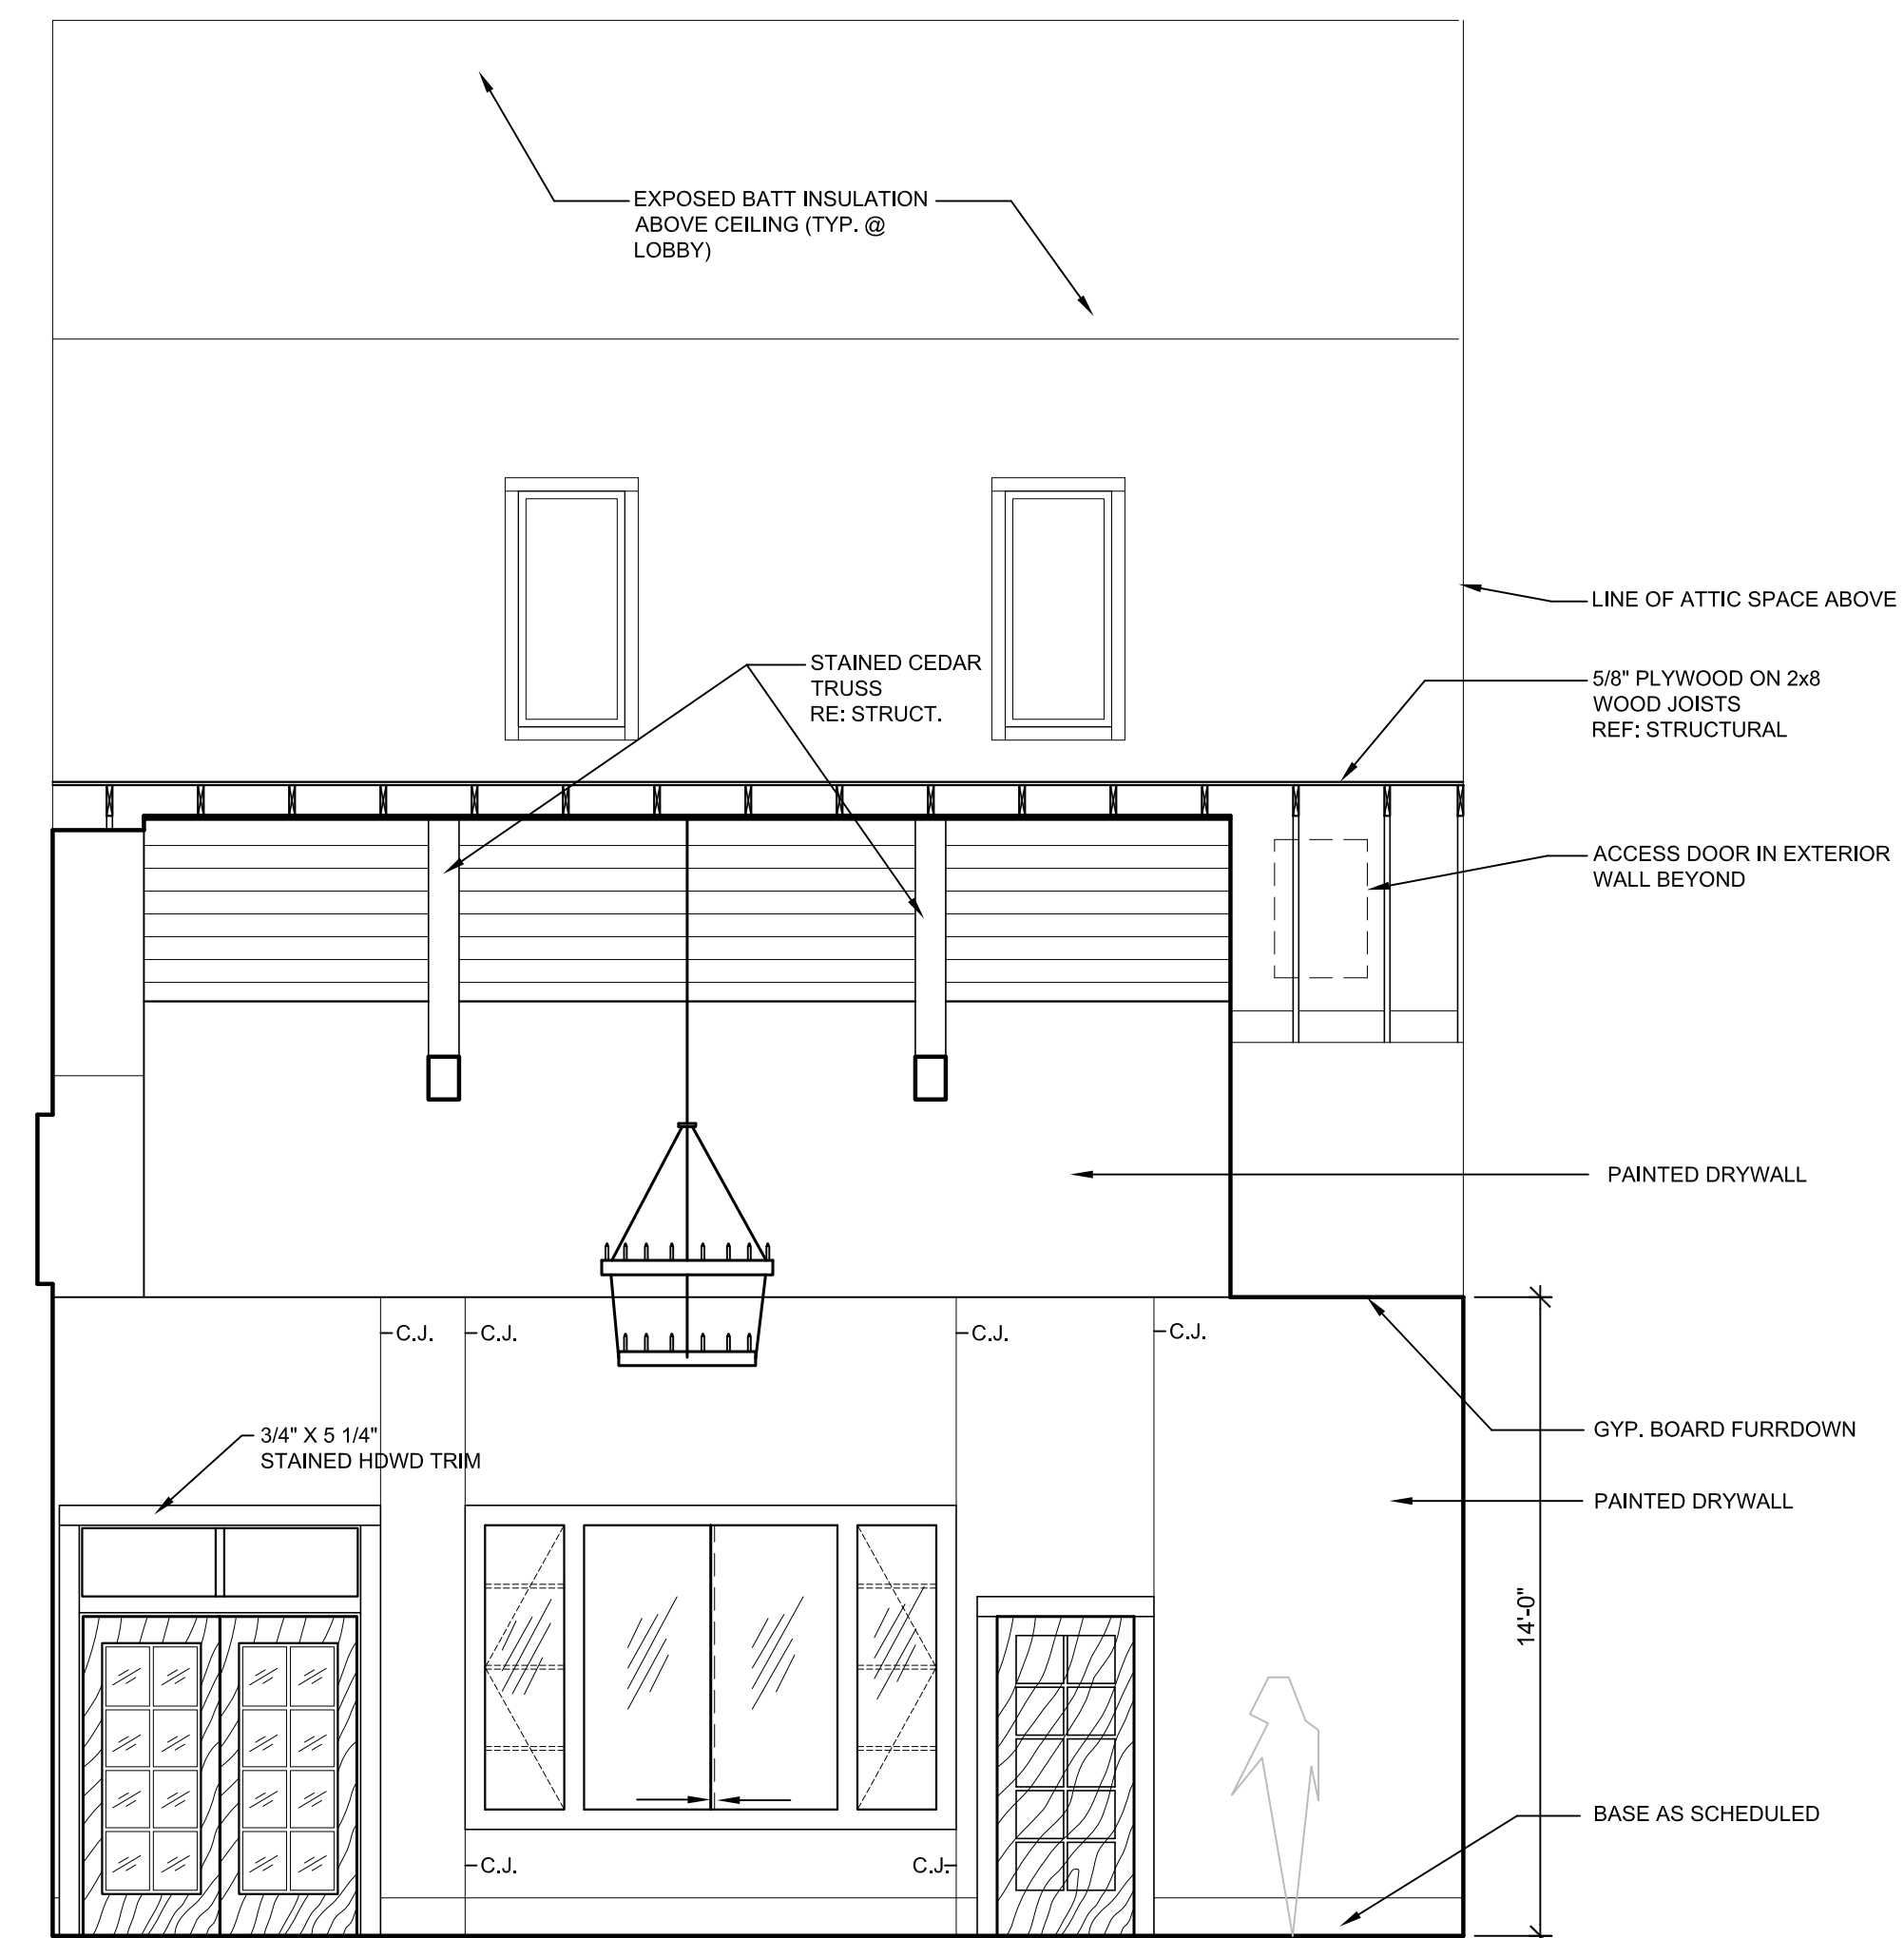 EXPOSED BATT INSULATION
ABOVE CEILING (TYP. @
LOBBY)
LINE OF ATTIC SPACE ABOVE
STAINED CEDAR
TRUSS
RE: STRUCT.
5/8" PLYWOOD ON 2x8
WOOD JOISTS
REF: STRUCTURAL
ACCESS DOOR IN EXTERIOR
WALL BEYOND
PAINTED DRYWALL
C.J.
C.J.
C.J.
C.J.
3/4" X 5 1/4"
STAINED HDWD TRIM
GYP. BOARD FURRDOWN
PAINTED DRYWALL
14'-0"
BASE AS SCHEDULED
C.J.
C.J.